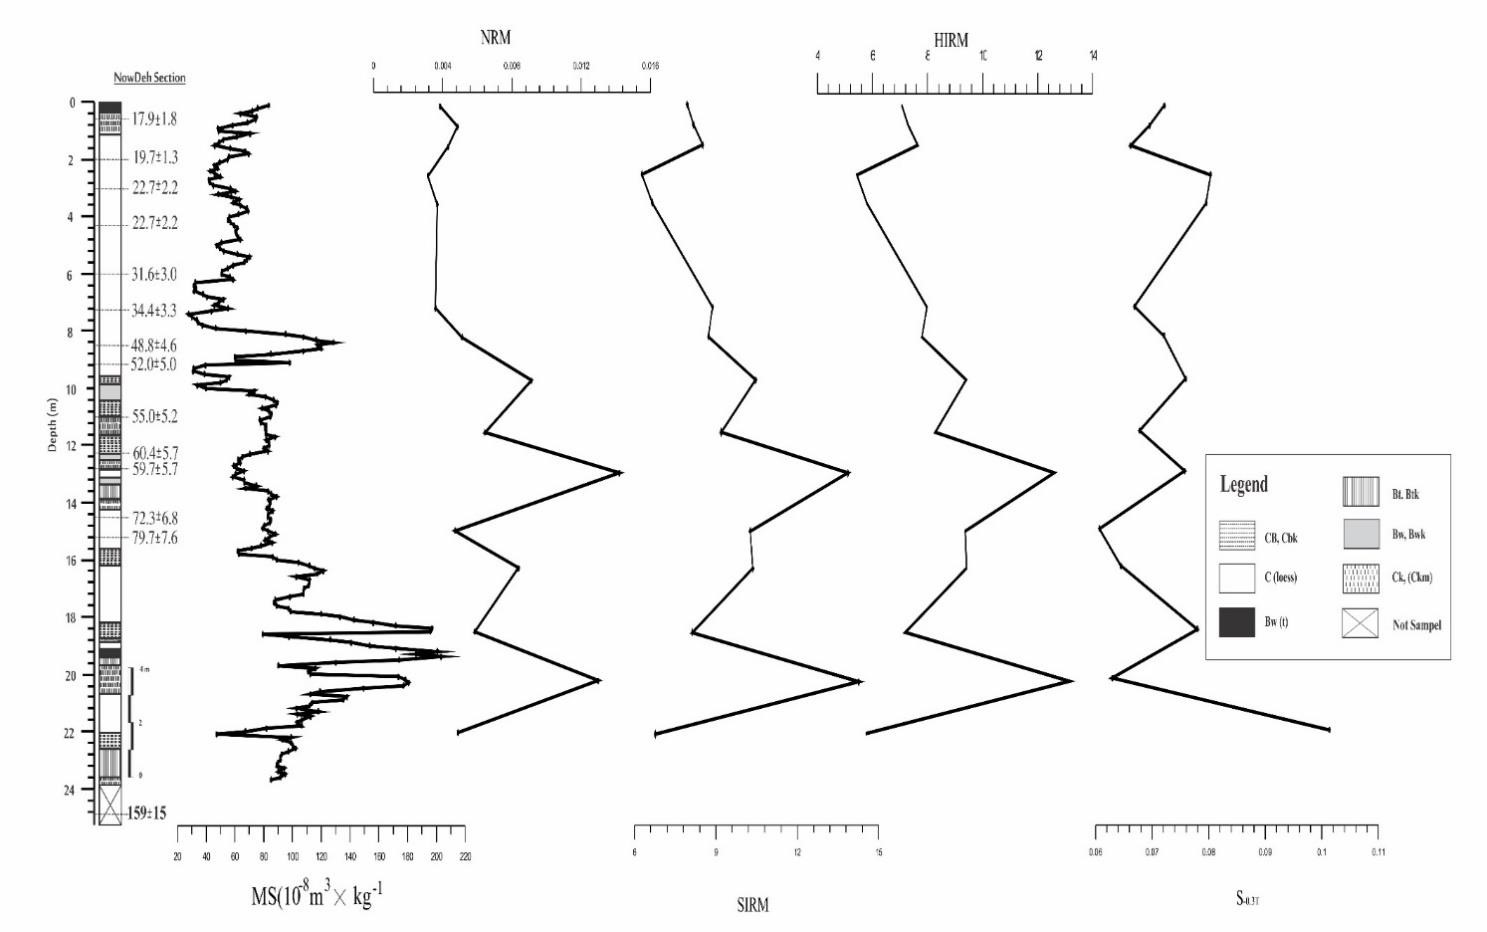 NRM
HIRM
4 6 8 10 12 14
0 0.004 0.008 0.012 0.016
NowDeh Section
0
17.9±1.8
19.7±1.3
2
22.7±2.2
4
22.7±2.2
6
31.6±3.0
34.4±3.3
8
48.8±4.6
52.0±5.0
10
55.0±5.2
Depth (m)
12
60.4±5.7
59.7±5.7
14
72.3±6.8
79.7±7.6
16
18
20
4 m
22
2
0
24
159±15
Legend
Bt. Btk
CB, Cbk
Bw, Bwk
C (loess)
Ck, (Ckm)
Bw (t)
Not Sampel
20 40 60 80 100 120 140 160 180 200 220
6 9 12 15
0.06 0.07 0.08 0.09 0.1 0.11
MS(10-8m3× kg-1
SIRM
S-0.3T